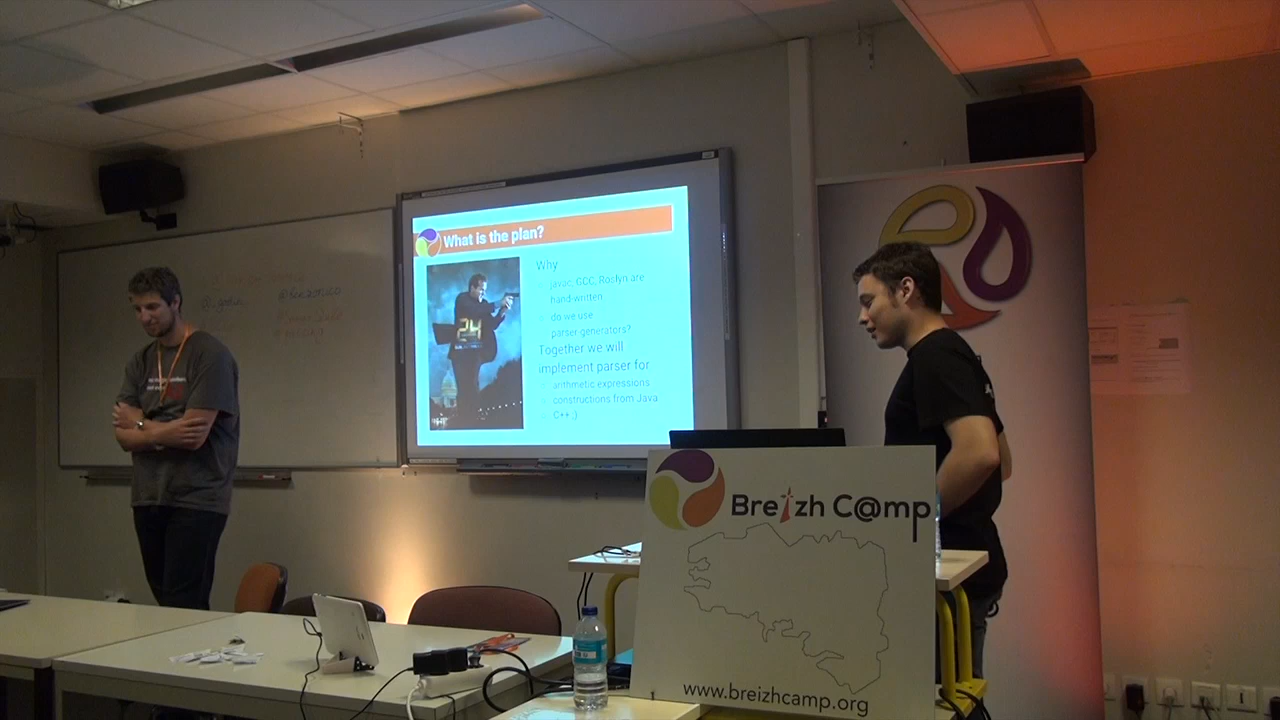 What is the plan?
Why
javac, GCC, Roslyn are
hand-written
do we use
parser generators?
Together we will
implement parser for
arithmetic expressions
constructions from Java
C++ ;)
24
Breizh C@mp
www.breizhcamp.org